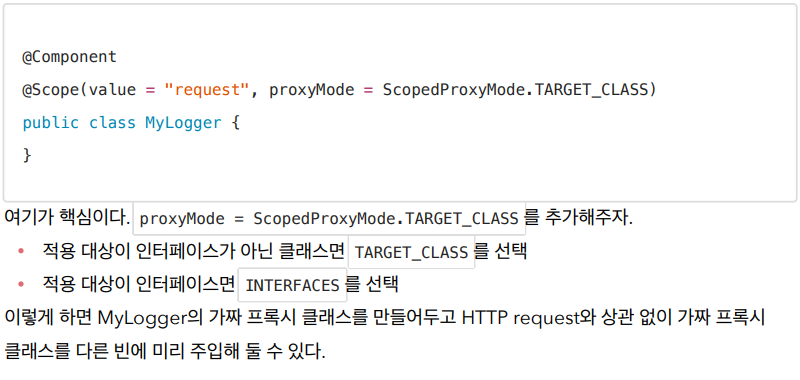 @Component
@Scope(value = "request", proxyMode = ScopedProxyMode.TARGET_CLASS)
public class MyLogger {
}
여기가 핵심이다. proxyMode = ScopedProxyMode.TARGET_CLASS 를 추가해주자.
• 적용 대상이 인터페이스가 아닌 클래스면 TARGET_CLASS 를 선택
• 적용 대상이 인터페이스면 INTERFACES 를 선택
이렇게 하면 MyLogger의 가짜 프록시 클래스를 만들어두고 HTTP request와 상관 없이 가짜 프록시
클래스를 다른 빈에 미리 주입해 둘 수 있다.